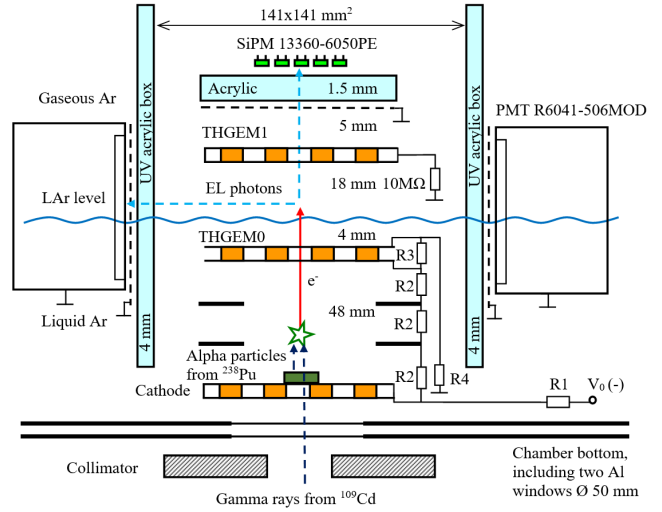 141x141 mm²
SiPM 13360-6050PE
Gaseous Ar
UV acrylic box
Acrylic 1.5 mm
UV acrylic box
PMT R6041-506MOD
5 mm
THGEM1
LAr level
EL photons
18 mm 10MΩ
THGEM0
4 mm
R3
e⁻
R2
48 mm
R2
Liquid Ar
4 mm
4 mm
Alpha particles
from ²³⁸Pu
R2
R4
Cathode
R1
V₀ (-)
Collimator
Chamber bottom,
including two Al
windows Ø 50 mm
Gamma rays from ¹⁰⁹Cd